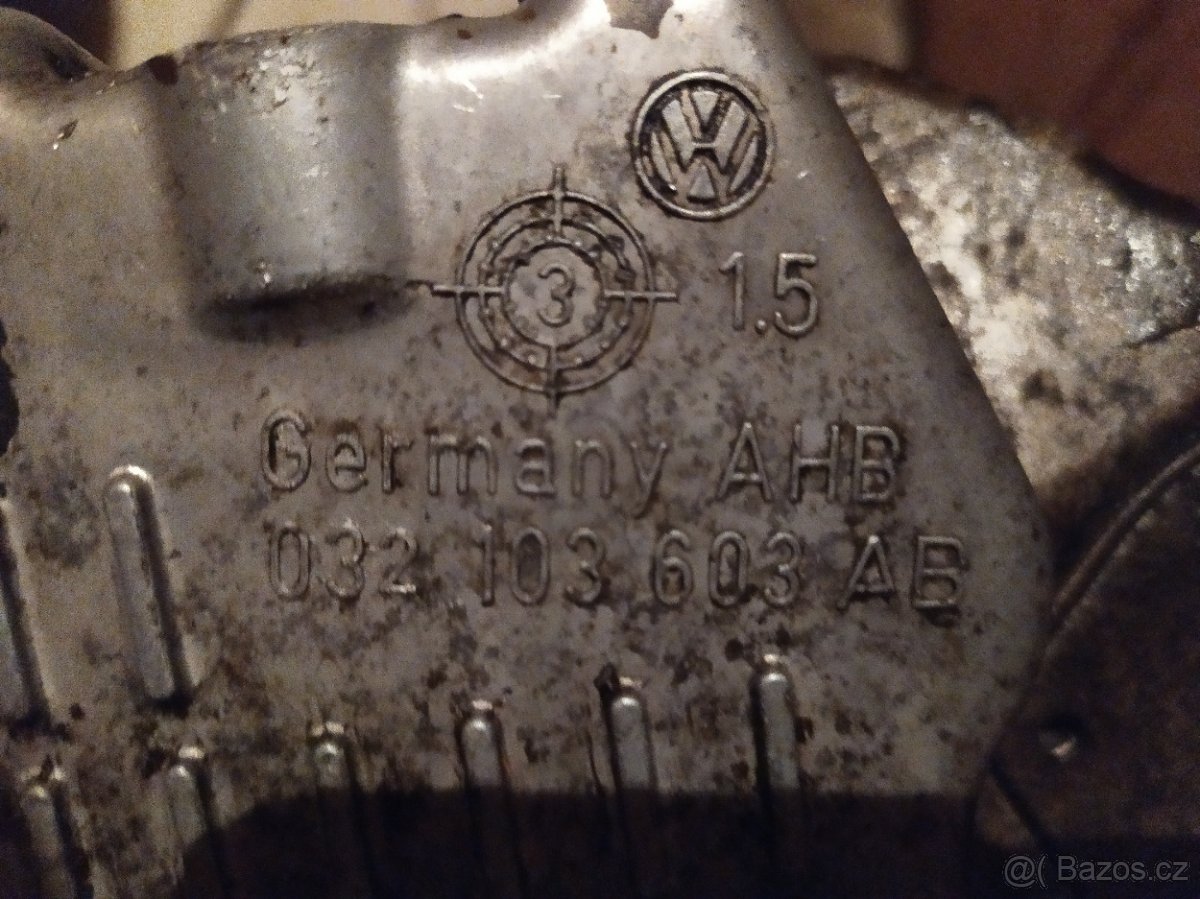 VW
3
1.5
Germany AHB
032 103 603 AB
@( Bazos.cz